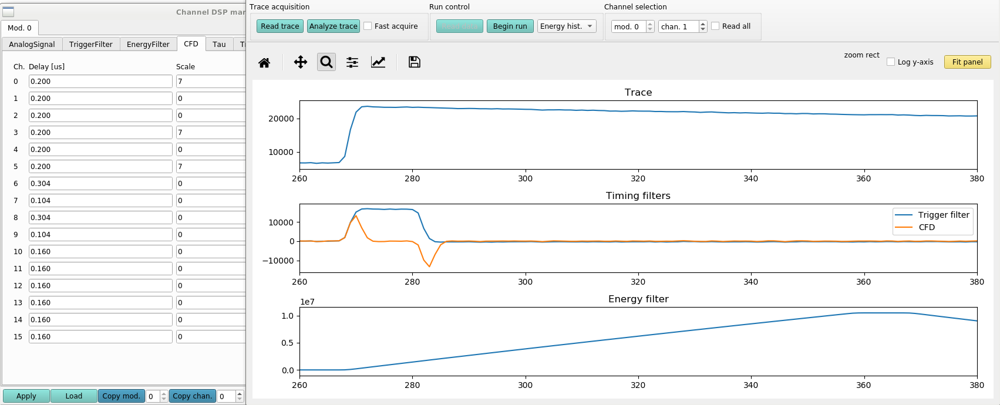 Channel DSP mar
Mod. 0
AnalogSignal TriggerFilter EnergyFilter CFD Tau
Ch. Delay [us] Scale
0 0.200 7
1 0.200 0
2 0.200 0
3 0.200 7
4 0.200 0
5 0.200 7
6 0.304 0
7 0.104 0
8 0.304 0
9 0.104 0
10 0.160 0
11 0.160 0
12 0.160 0
13 0.160 0
14 0.160 0
15 0.160 0
Apply Load Copy mod. 0 Copy chan. 0
Trace acquisition Run control Channel selection
Read trace Analyze trace Fast acquire Read data Begin run Energy hist. mod. 0 chan. 1 Read all
zoom rect
Log y-axis Fit panel
Trace
20000
10000
260 280 300 320 340 360 380
Timing filters
10000
0
−10000
Trigger filter
CFD
260 280 300 320 340 360 380
Energy filter
1e7
1.0
0.5
0.0
260 280 300 320 340 360 380